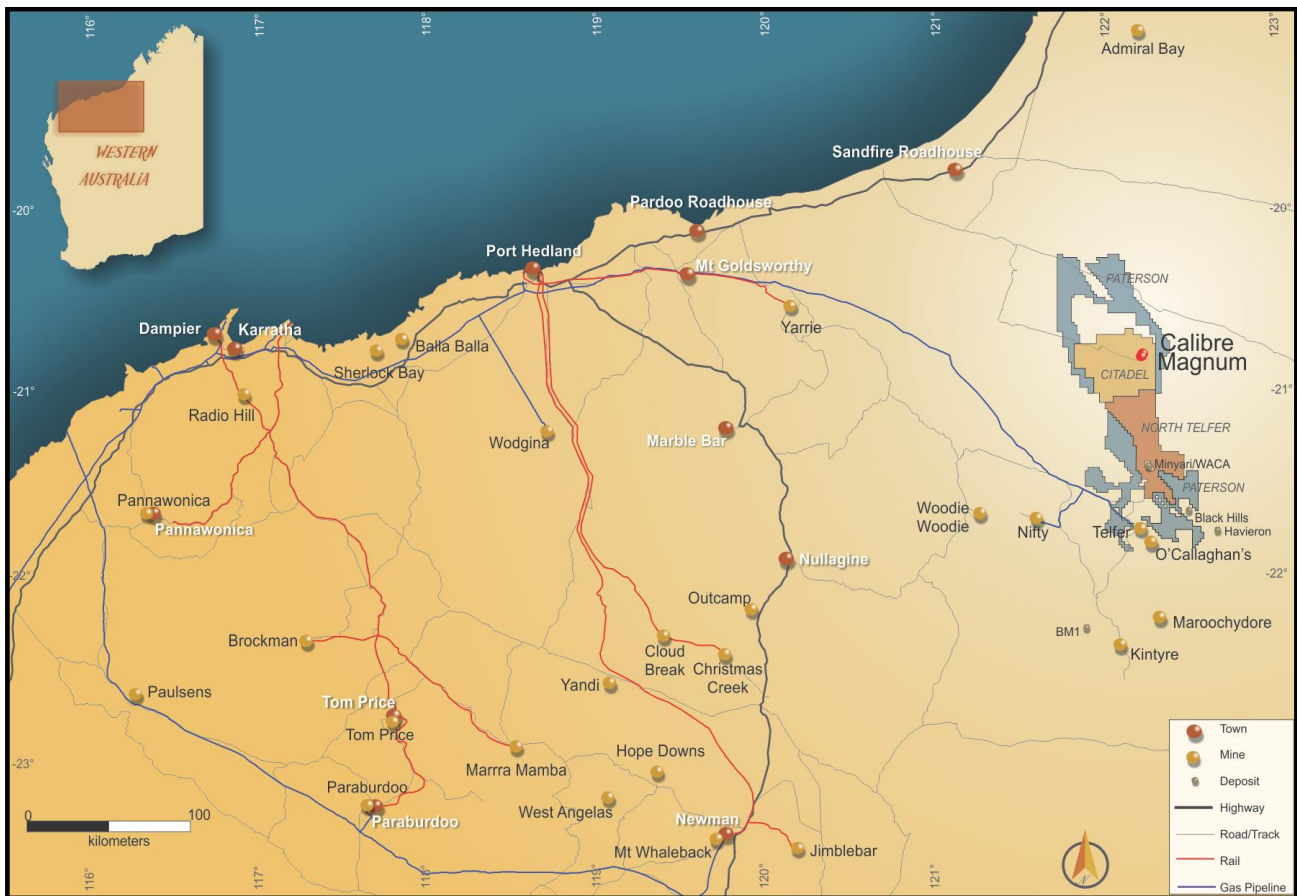 116°
117°
118°
119°
120°
121°
122°
123°
Admiral Bay
WESTERN
AUSTRALIA
Sandfire Roadhouse
-20°
-20°
Pardoo Roadhouse
Port Hedland
Mt Goldsworthy
PATERSON
Yarrie
Dampier
Karratha
Balla Balla
Sherlock Bay
Calibre
Magnum
CITADEL
-21°
-21°
Radio Hill
Wodgina
Marble Bar
NORTH TELFER
Minyari/WACA
PATERSON
Pannawonica
Pannawonica
Woodie
Woodie
Nifty
Telfer
Black Hills
Havieron
O'Callaghan's
Nullagine
-22°
-22°
Outcamp
Maroochydore
BM1
Kintyre
Brockman
Cloud
Break
Christmas
Creek
Paulsens
Yandi
Tom Price
Tom Price
Marrra Mamba
Hope Downs
-23°
Paraburdoo
Paraburdoo
West Angelas
Newman
Mt Whaleback
Jimblebar
0 100
kilometers
Town
Mine
Deposit
Highway
Road/Track
Rail
Gas Pipeline
N
116°
117°
118°
119°
120°
121°